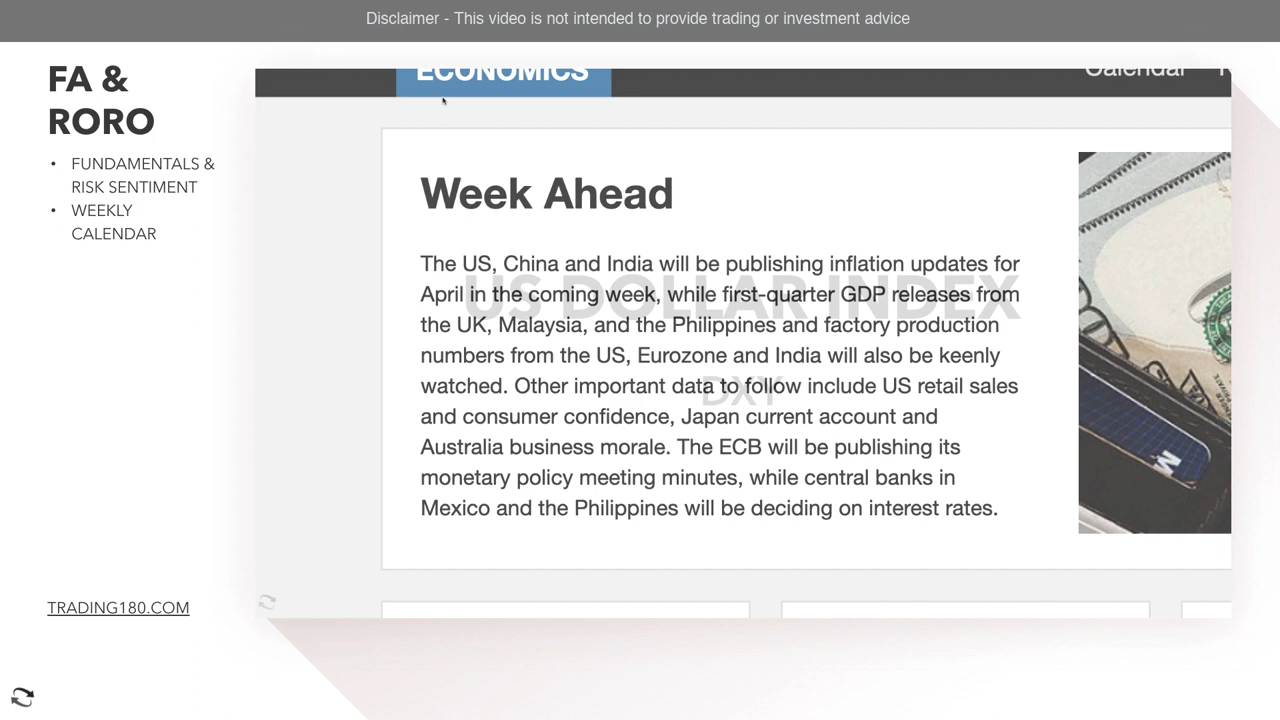 Disclaimer - This video is not intended to provide trading or investment advice
FA &
RORO
• FUNDAMENTALS &
RISK SENTIMENT
• WEEKLY
CALENDAR
TRADING180.COM
ECONOMICS
Calendar
Week Ahead
The US, China and India will be publishing inflation updates for
April in the coming week, while first-quarter GDP releases from
the UK, Malaysia, and the Philippines and factory production
numbers from the US, Eurozone and India will also be keenly
watched. Other important data to follow include US retail sales
and consumer confidence, Japan current account and
Australia business morale. The ECB will be publishing its
monetary policy meeting minutes, while central banks in
Mexico and the Philippines will be deciding on interest rates.
US DOLLAR INDEX
DXY